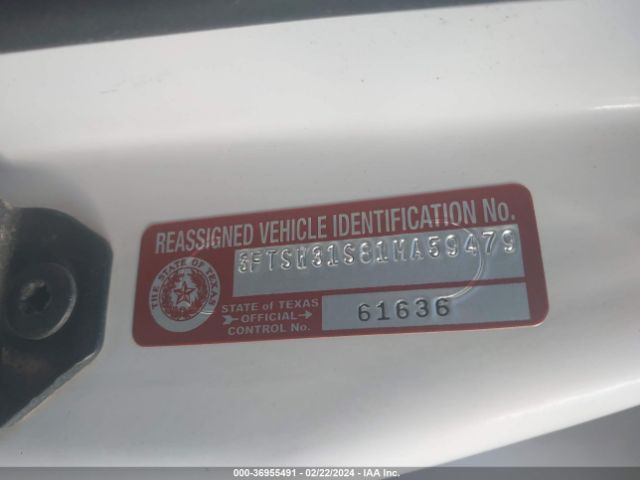 REASSIGNED VEHICLE IDENTIFICATION No.
3FTSW31S81MA59479
THE STATE OF TEXAS
STATE of TEXAS
OFFICIAL
CONTROL No.
61636
000-36955491 - 02/22/2024 - IAA Inc.